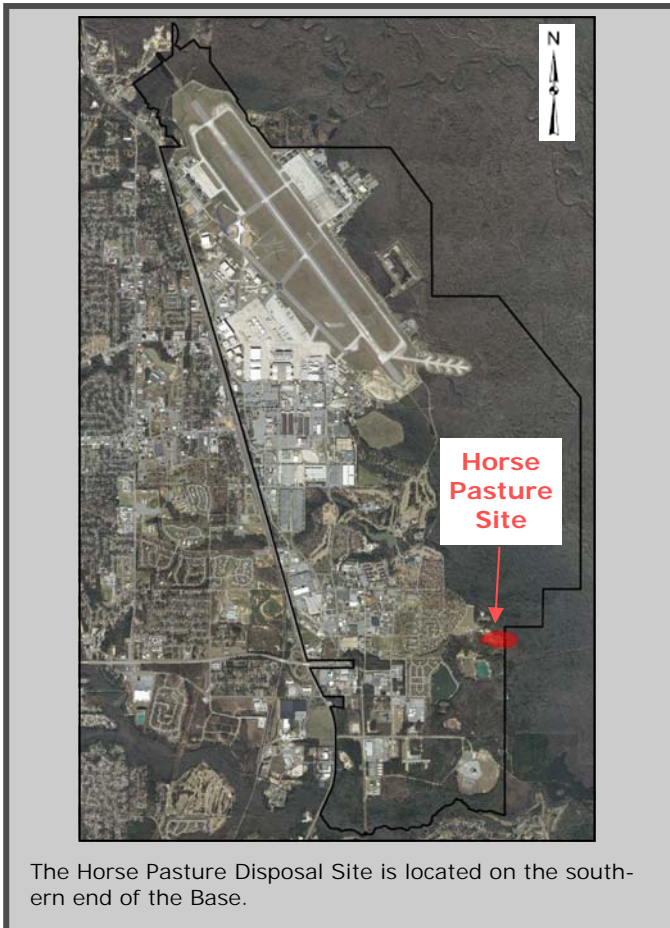 N
Horse
Pasture
Site
The Horse Pasture Disposal Site is located on the south-
ern end of the Base.